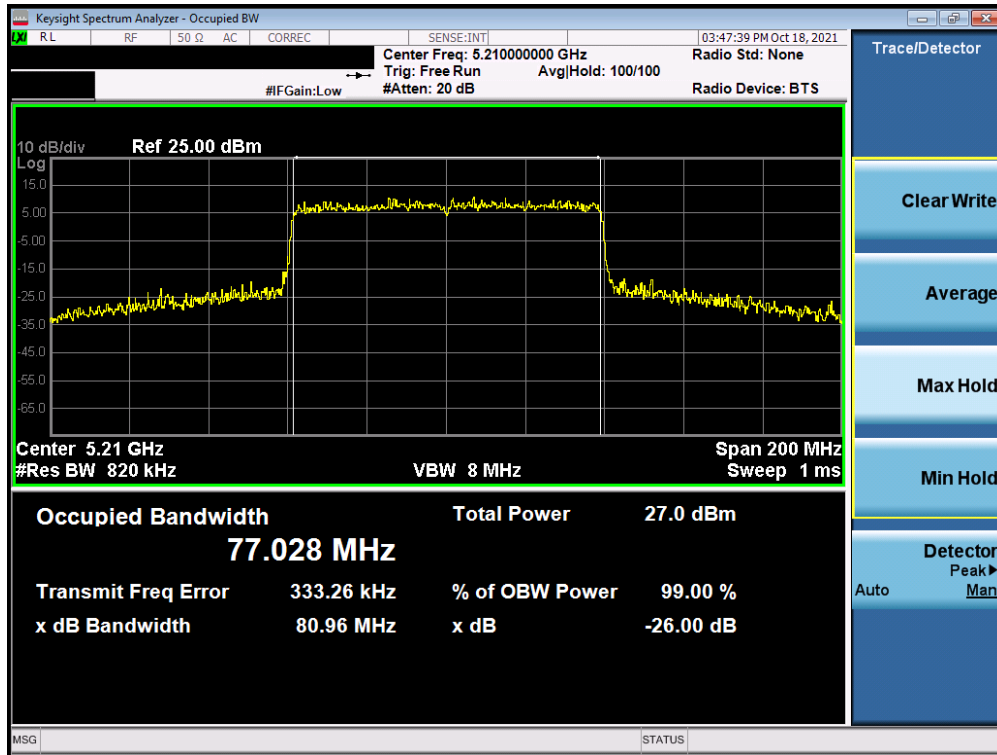 Keysight Spectrum Analyzer - Occupied BW
LXI RL RF 50 Ω AC CORREC SENSE:INT 03:47:39 PM Oct 18, 2021
Center Freq: 5.210000000 GHz Radio Std: None
Trig: Free Run Avg|Hold: 100/100
#IFGain:Low #Atten: 20 dB Radio Device: BTS
Trace/Detector
10 dB/div Ref 25.00 dBm
Log
15.0
5.00
-5.00
-15.0
-25.0
-35.0
-45.0
-55.0
-65.0
Center 5.21 GHz Span 200 MHz
#Res BW 820 kHz VBW 8 MHz Sweep 1 ms
Occupied Bandwidth Total Power 27.0 dBm
77.028 MHz
Transmit Freq Error 333.26 kHz % of OBW Power 99.00 %
x dB Bandwidth 80.96 MHz x dB -26.00 dB
Clear Write
Average
Max Hold
Min Hold
Detector
Peak▶
Auto Man
MSG STATUS